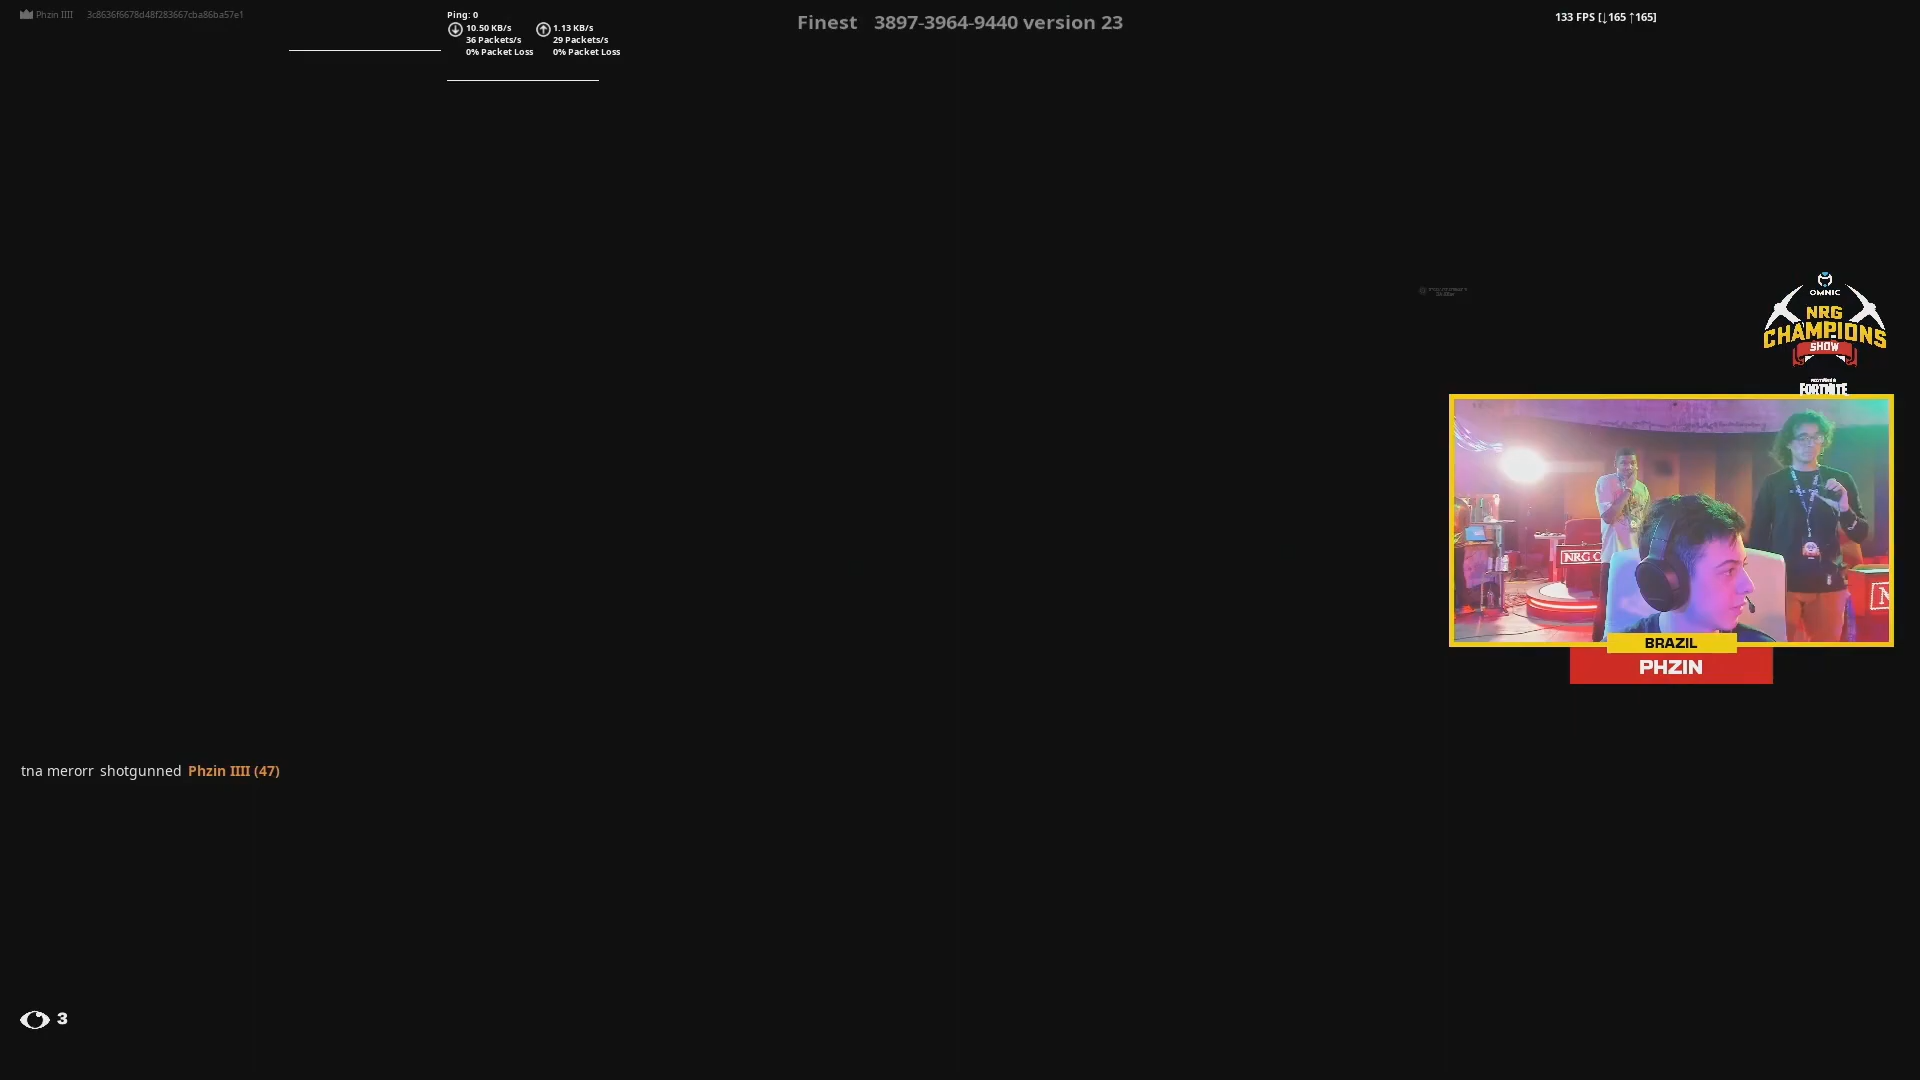 Phzin IIII 3c8636f6678d48f283667cba86ba57e1
Ping: 0
10.50 KB/s 1.13 KB/s
36 Packets/s 29 Packets/s
0% Packet Loss 0% Packet Loss
Finest 3897-3964-9440 version 23
133 FPS [↓165 ↑165]
OMNIC
NRG
CHAMPIONS
SHOW
FORTNITE
NRG C
N
BRAZIL
PHZIN
tna merorr shotgunned Phzin IIII (47)
3